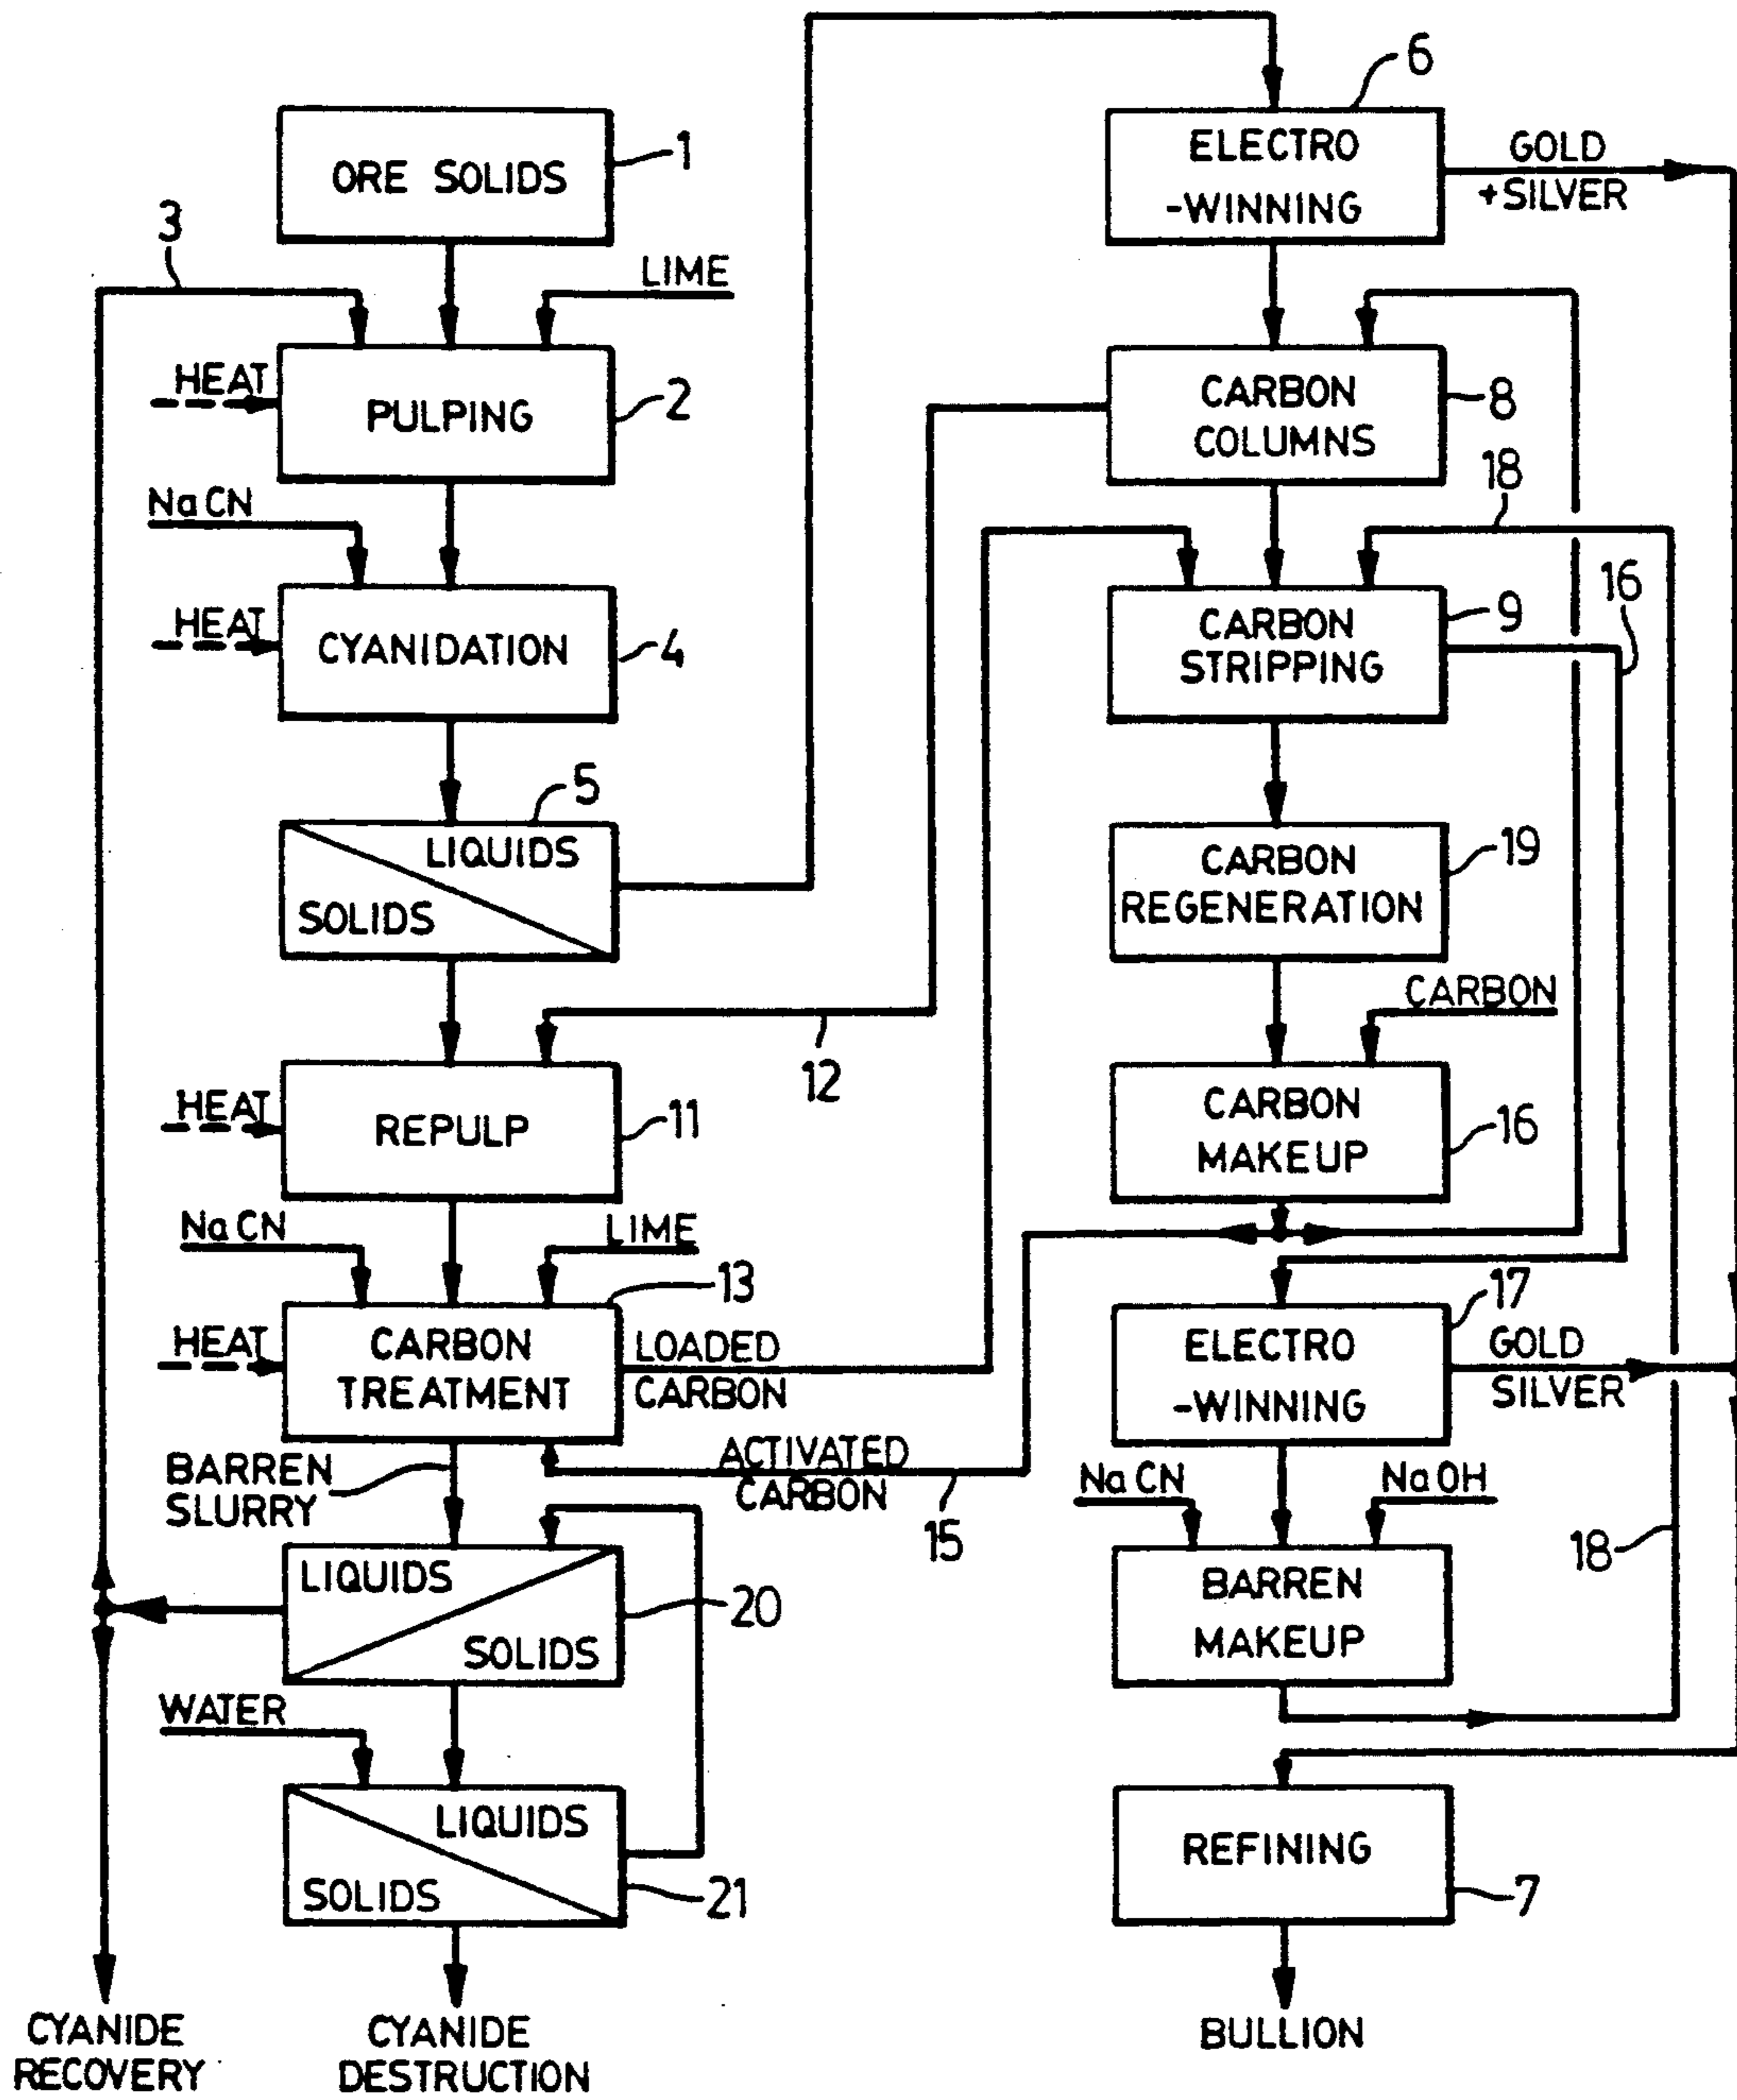 6
ELECTRO
-WINNING
GOLD
+SILVER
ORE SOLIDS
1
3
LIME
HEAT
PULPING
2
CARBON
COLUMNS
8
18
NaCN
HEAT
CYANIDATION
4
CARBON
STRIPPING
9
16
5
LIQUIDS
SOLIDS
CARBON
REGENERATION
19
CARBON
12
HEAT
REPULP
11
CARBON
MAKEUP
16
NaCN
LIME
13
HEAT
CARBON
TREATMENT
LOADED
CARBON
17
ELECTRO
-WINNING
GOLD
SILVER
BARREN
SLURRY
ACTIVATED
CARBON
15
NaCN
NaOH
18
LIQUIDS
SOLIDS
20
BARREN
MAKEUP
WATER
LIQUIDS
SOLIDS
21
REFINING
7
CYANIDE
RECOVERY
CYANIDE
DESTRUCTION
BULLION